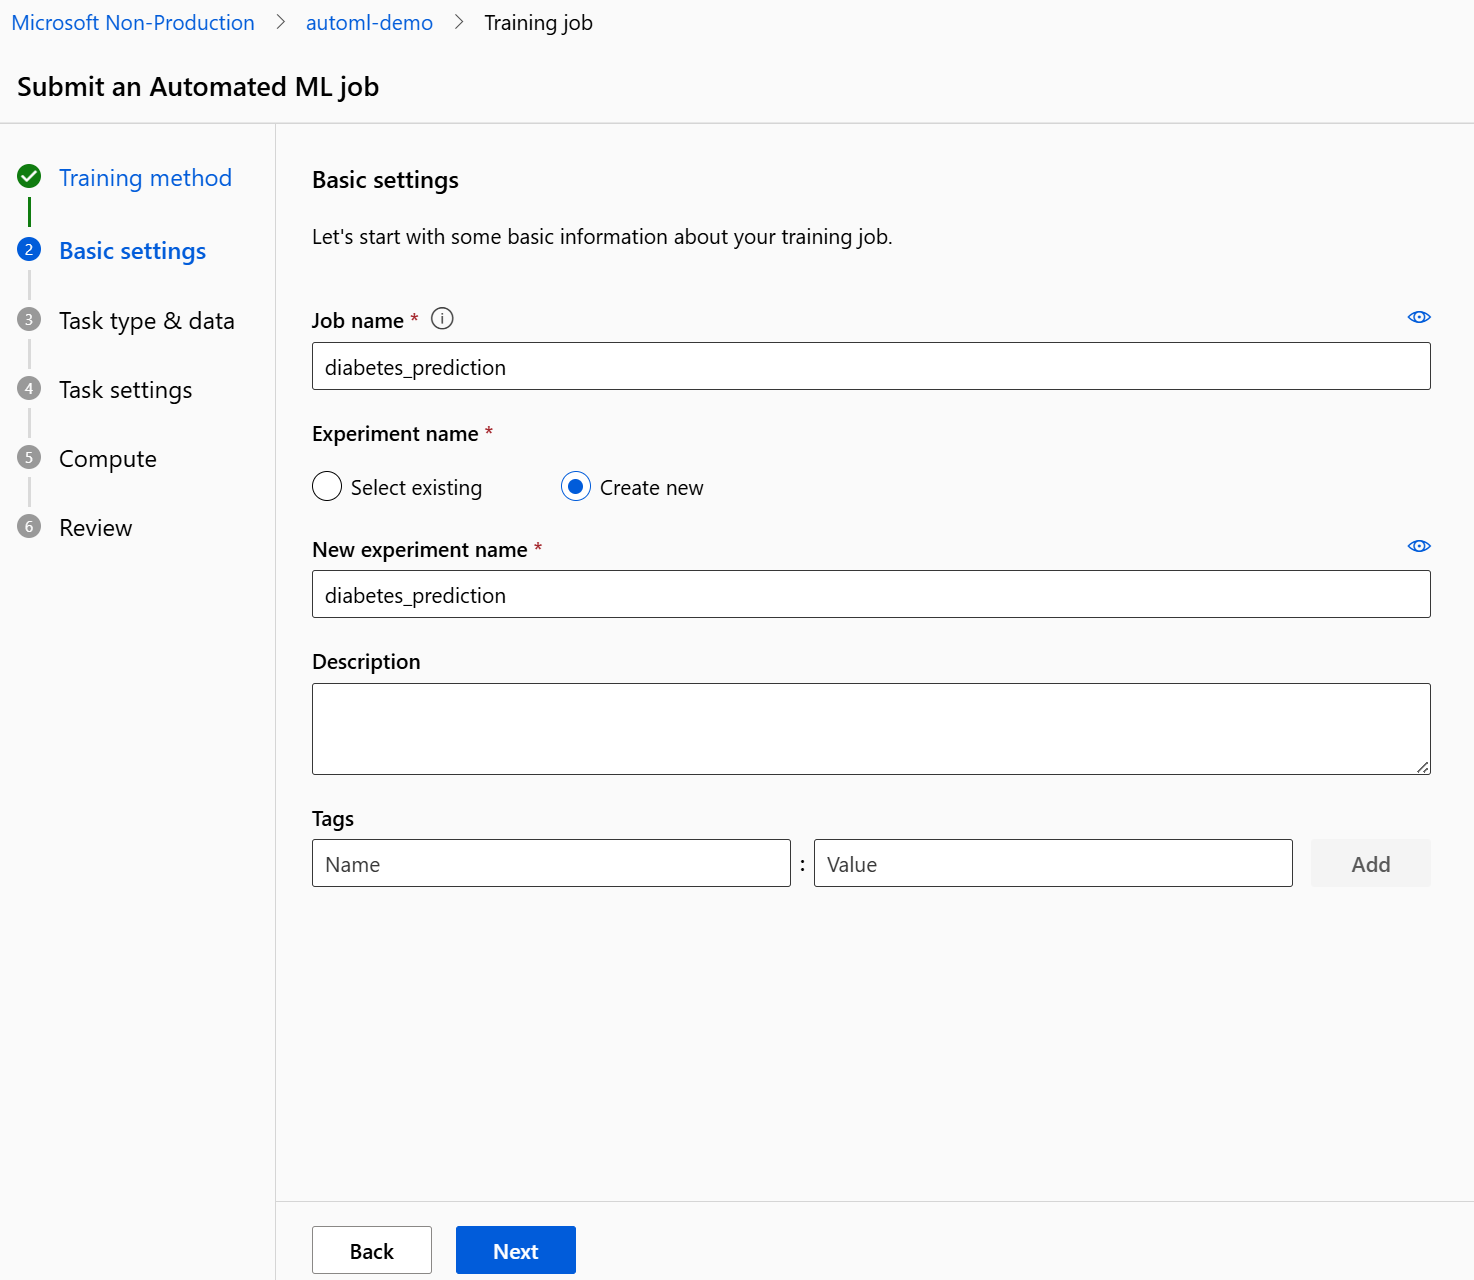 Microsoft Non-Production > automl-demo > Training job
Submit an Automated ML job
Training method
2 Basic settings
3 Task type & data
4 Task settings
5 Compute
6 Review
Basic settings
Let's start with some basic information about your training job.
Job name *
diabetes_prediction
Experiment name *
Select existing Create new
New experiment name *
diabetes_prediction
Description
Tags
Name : Value Add
Back Next